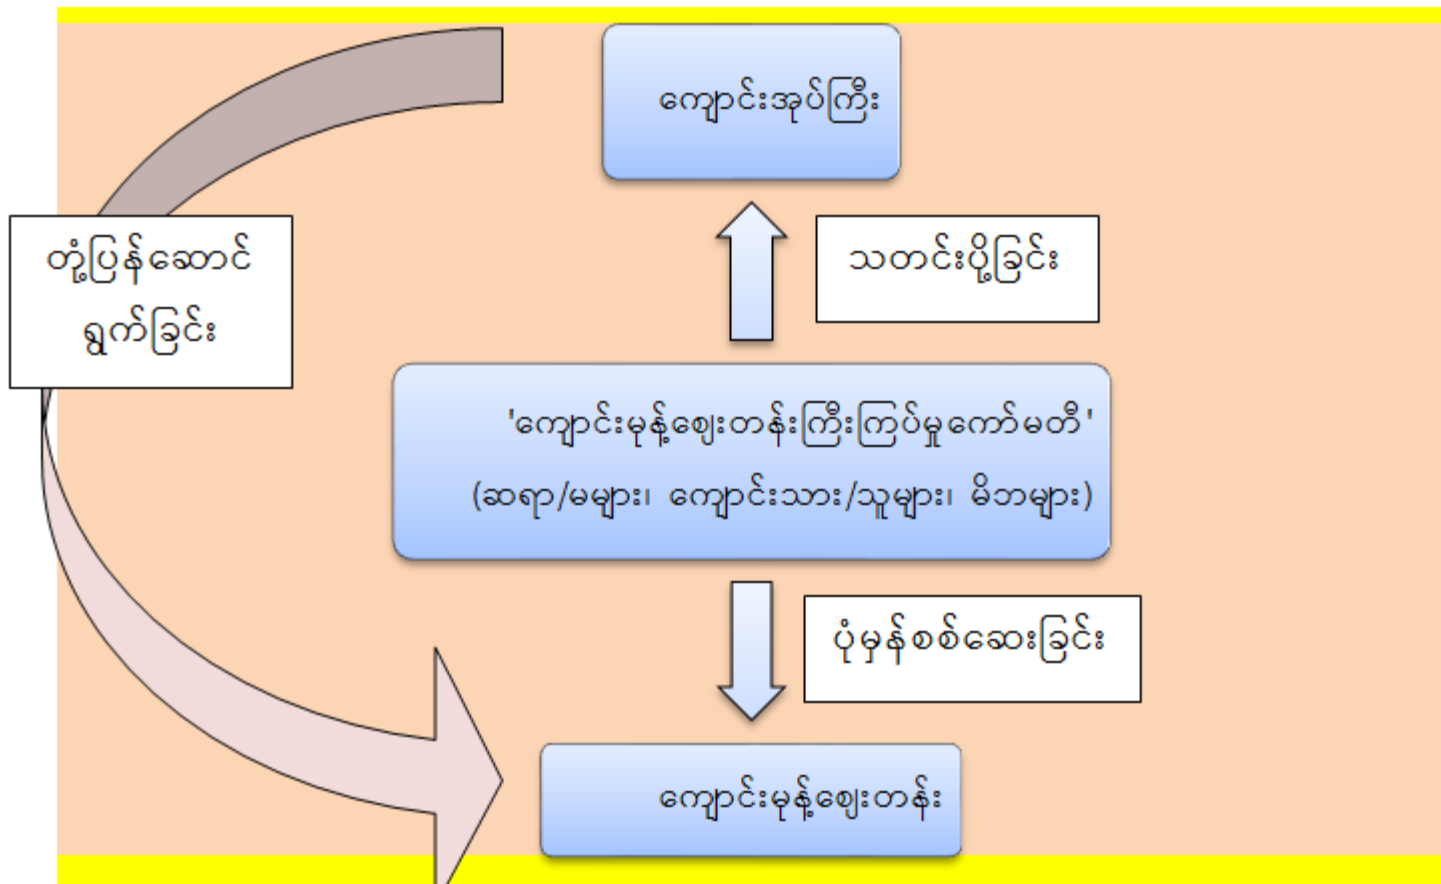 ကျောင်းအုပ်ကြီး
တုံ့ပြန်ဆောင်
ရွက်ခြင်း
သတင်းပို့ခြင်း
'ကျောင်းမုန့်ဈေးတန်းကြီးကြပ်မှုကော်မတီ'
(ဆရာ/မများ၊ ကျောင်းသား/သူများ၊ မိဘများ)
ပုံမှန်စစ်ဆေးခြင်း
ကျောင်းမုန့်ဈေးတန်း